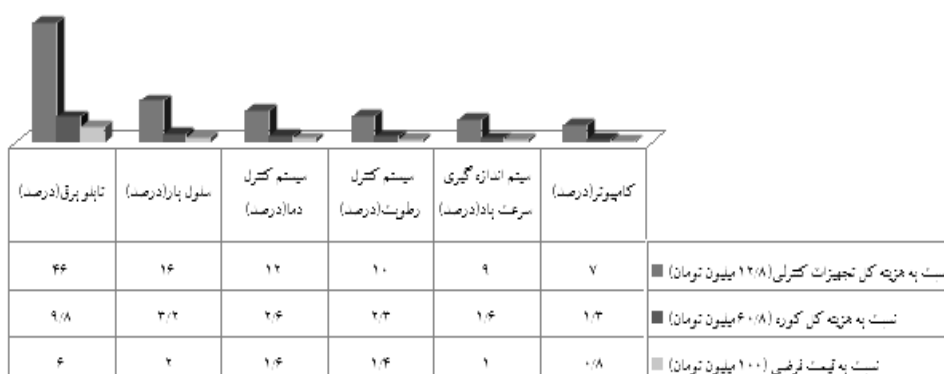 کامپیوتر(درصد)
سیتم اندازه گیری
سرعت باد(درصد)
سیستم کنترل
رطوبت(درصد)
سیستم کنترل
دما(درصد)
سلول بار(درصد)
تابلو برق(درصد)
نسبت به هزینه کل تجهیزات کنترلی(۱۲/۸ میلیون تومان) ۷ ۹ ۱۰ ۱۲ ۱۶ ۴۶
نسبت به هزینه کل کوره (۶۰/۸ میلیون تومان) ۱/۳ ۱/۶ ۲/۳ ۲/۶ ۳/۲ ۹/۸
نسبت به قیمت فرضی (۱۰۰ میلیون تومان) ۰/۸ ۱ ۱/۴ ۱/۶ ۲ ۶